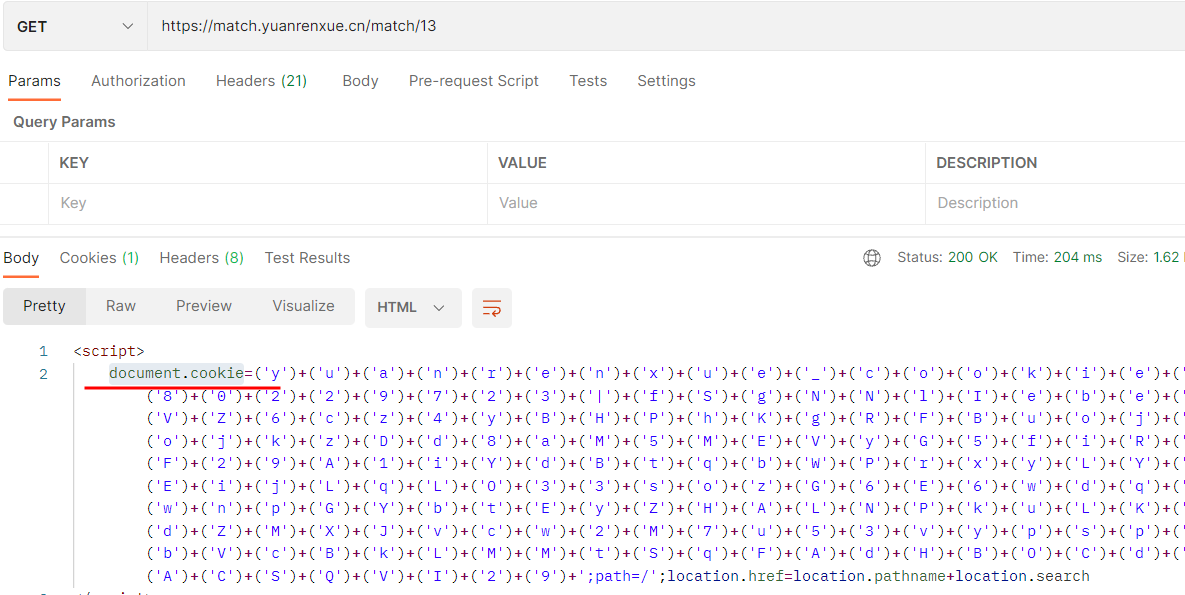 GET https://match.yuanrenxue.cn/match/13
Params Authorization Headers (21) Body Pre-request Script Tests Settings
Query Params
KEY VALUE DESCRIPTION
Key Value Description
Body Cookies (1) Headers (8) Test Results Status: 200 OK Time: 204 ms Size: 1.62
Pretty Raw Preview Visualize HTML
1 <script>
2 document.cookie=('y')+('u')+('a')+('n')+('r')+('e')+('n')+('x')+('u')+('e')+('_')+('c')+('o')+('o')+('k')+('i')+('e')+('
('8')+('0')+('2')+('2')+('9')+('7')+('2')+('3')+('|')+('f')+('S')+('g')+('N')+('N')+('l')+('I')+('e')+('b')+('e')+('
('V')+('Z')+('6')+('c')+('z')+('4')+('y')+('B')+('H')+('P')+('h')+('K')+('g')+('R')+('F')+('B')+('u')+('o')+('j')+('
('o')+('j')+('k')+('z')+('D')+('d')+('8')+('a')+('M')+('5')+('M')+('E')+('V')+('y')+('G')+('5')+('f')+('i')+('R')+('
('F')+('2')+('9')+('A')+('1')+('i')+('Y')+('d')+('B')+('t')+('q')+('b')+('W')+('P')+('r')+('x')+('y')+('L')+('Y')+('
('E')+('i')+('j')+('L')+('q')+('L')+('O')+('3')+('3')+('s')+('o')+('z')+('G')+('6')+('E')+('6')+('w')+('d')+('q')+('
('w')+('n')+('p')+('G')+('Y')+('b')+('t')+('E')+('y')+('Z')+('H')+('A')+('L')+('N')+('P')+('k')+('u')+('L')+('K')+('
('d')+('Z')+('M')+('X')+('J')+('v')+('c')+('w')+('2')+('M')+('7')+('u')+('5')+('3')+('v')+('y')+('p')+('s')+('p')+('
('b')+('V')+('c')+('B')+('k')+('L')+('M')+('M')+('t')+('S')+('q')+('F')+('A')+('d')+('H')+('B')+('O')+('C')+('d')+('
('A')+('C')+('S')+('Q')+('V')+('I')+('2')+('9')+';path=/';location.href=location.pathname+location.search